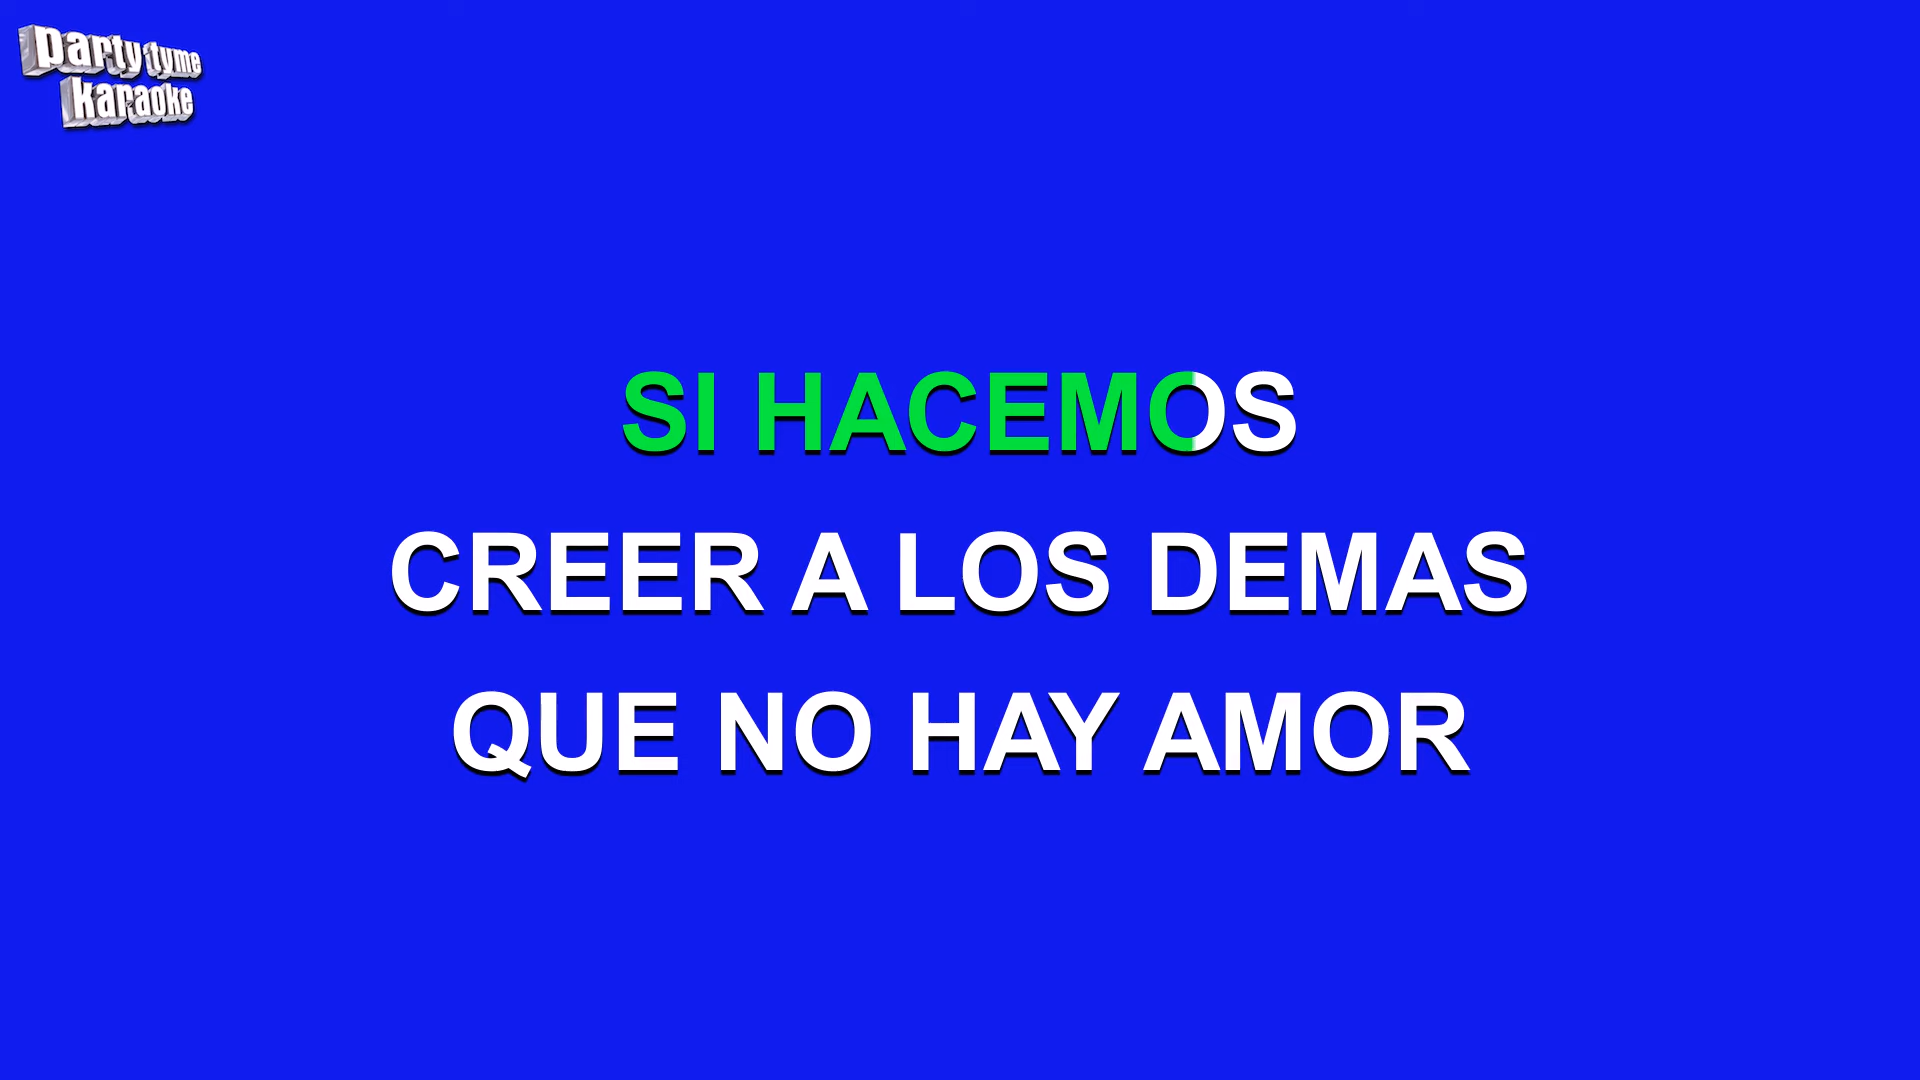 party tyme
karaoke
SI HACEMOS
CREER A LOS DEMAS
QUE NO HAY AMOR